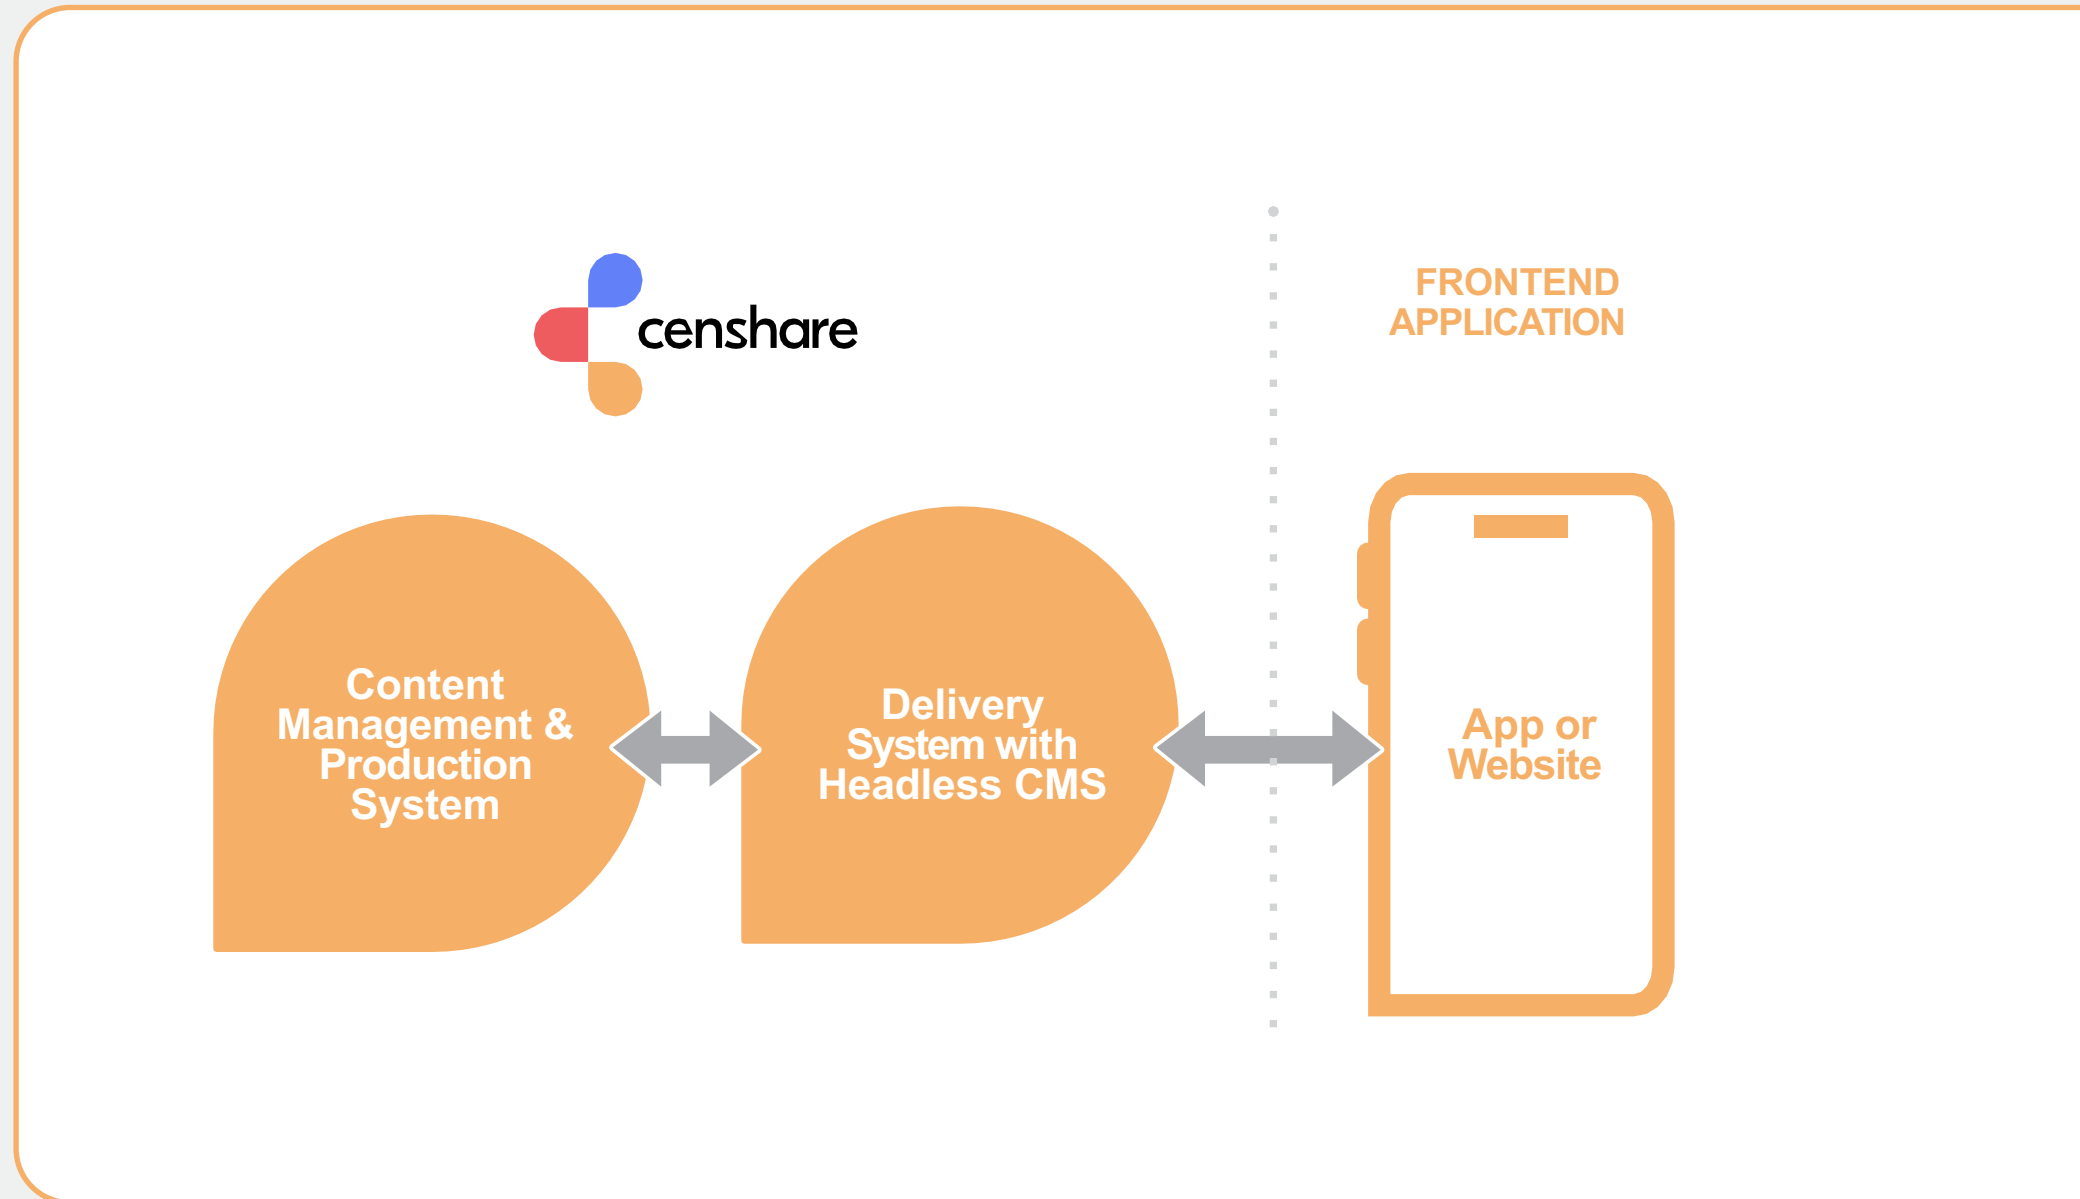 censhare
FRONTEND
APPLICATION
Content
Management &
Production
System
Delivery
System with
Headless CMS
App or
Website